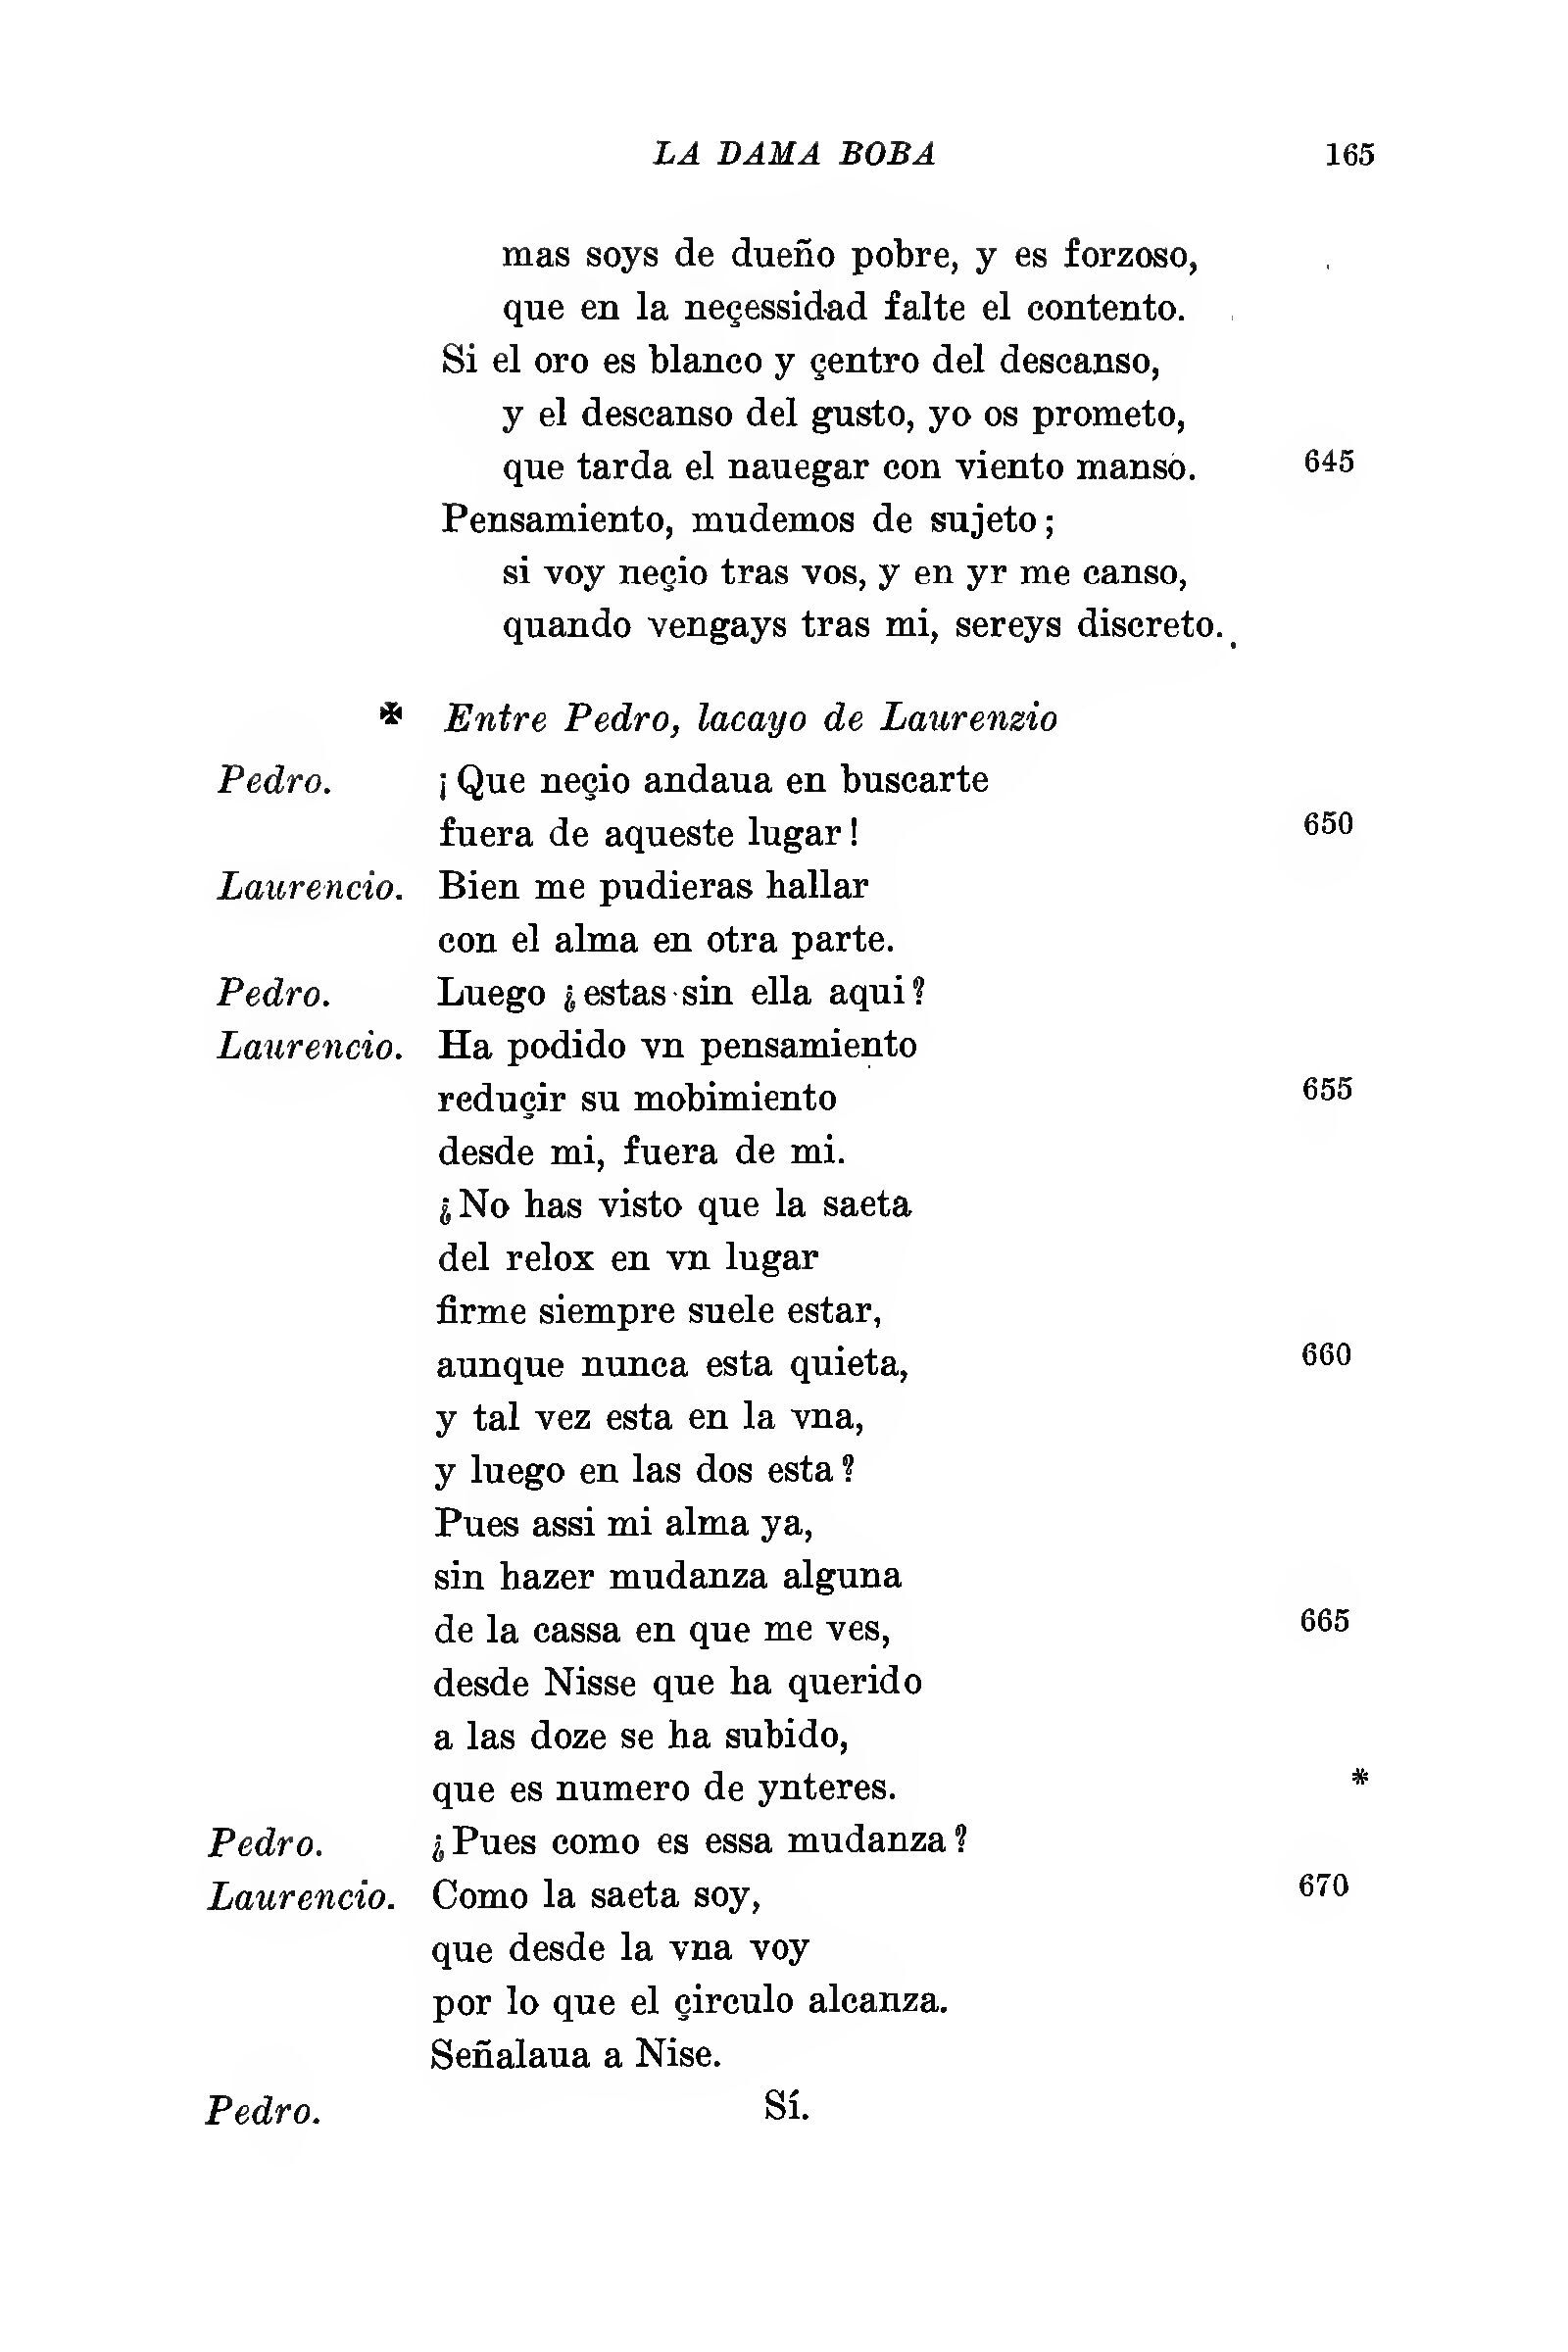 LA DAMA BOBA 165
mas soys de dueño pobre, y es forzoso,
que en la neçessidad falte el contento.
Si el oro es blanco y çentro del descanso,
y el descanso del gusto, yo os prometo,
que tarda el nauegar con viento manso. 645
Pensamiento, mudemos de sujeto;
si voy neçio tras vos, y en yr me canso,
quando vengays tras mi, sereys discreto.
✠ Entre Pedro, lacayo de Laurenzio
Pedro. ¡Que neçio andaua en buscarte
fuera de aqueste lugar! 650
Laurencio. Bien me pudieras hallar
con el alma en otra parte.
Pedro. Luego ¿estas sin ella aqui?
Laurencio. Ha podido vn pensamiento
reduçir su mobimiento 655
desde mi, fuera de mi.
¿No has visto que la saeta
del relox en vn lugar
firme siempre suele estar,
aunque nunca esta quieta, 660
y tal vez esta en la vna,
y luego en las dos esta?
Pues assi mi alma ya,
sin hazer mudanza alguna
de la cassa en que me ves, 665
desde Nisse que ha querido
a las doze se ha subido,
que es numero de ynteres. *
Pedro. ¿Pues como es essa mudanza?
Laurencio. Como la saeta soy, 670
que desde la vna voy
por lo que el çirculo alcanza.
Señalaua a Nise.
Pedro. Sí.